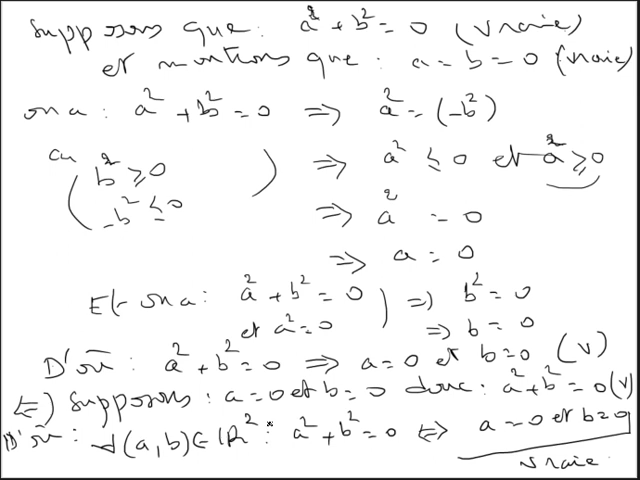 Supposons que : a² + b² = 0 (vraie)
et montrons que : a = b = 0 (vraie)
on a : a² + b² = 0 ⇒ a² = (-b²)
( car b² ≥ 0 ) ⇒ a² ≤ 0 et a² ≥ 0
-b² ≤ 0 ⇒ a² = 0
⇒ a = 0
Et on a : a² + b² = 0 ) ⇒ b² = 0
et a² = 0 ⇒ b = 0
D'où : a² + b² = 0 ⇒ a = 0 et b = 0 (v)
⇐) Supposons : a = 0 et b = 0 donc : a² + b² = 0 (v)
D'où : ∀(a,b) ∈ ℝ² : a² + b² = 0 ⇔ a = 0 et b = 0
vraie